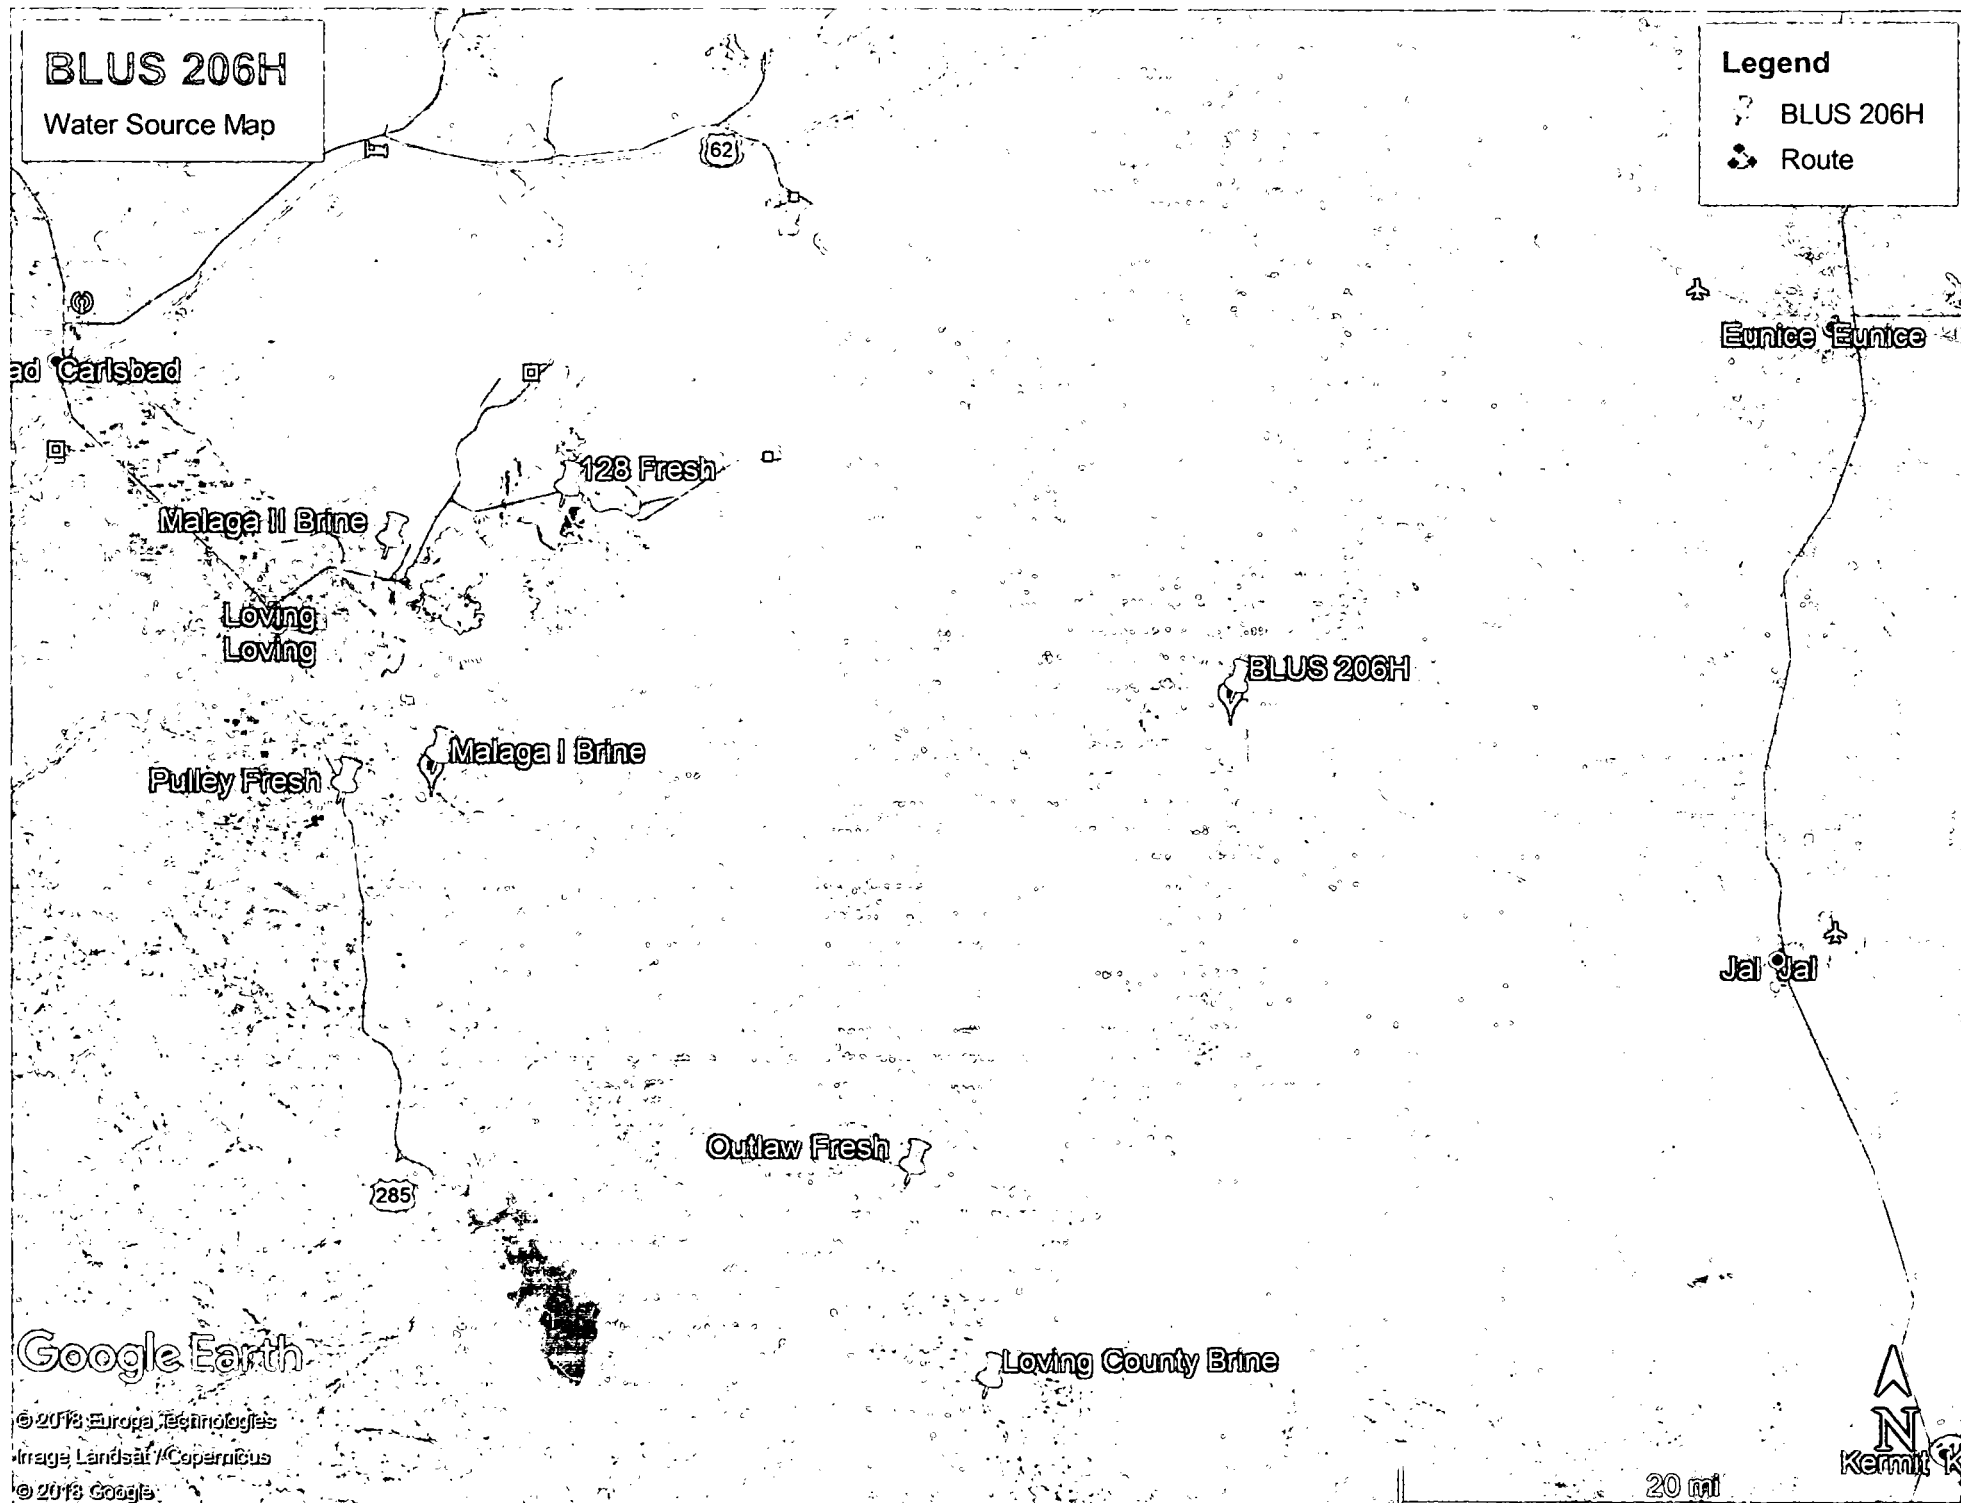 BLUS 206H
Water Source Map
Legend
BLUS 206H
Route
62
Eunice Eunice
ad Carlsbad
128 Fresh
Malaga II Brine
Loving
Loving
BLUS 206H
Malaga I Brine
Pulley Fresh
Jal Jal
Outlaw Fresh
285
Loving County Brine
Google Earth
© 2018 Europa Technologies
Image Landsat / Copernicus
© 2018 Google
N
Kermit K
20 mi